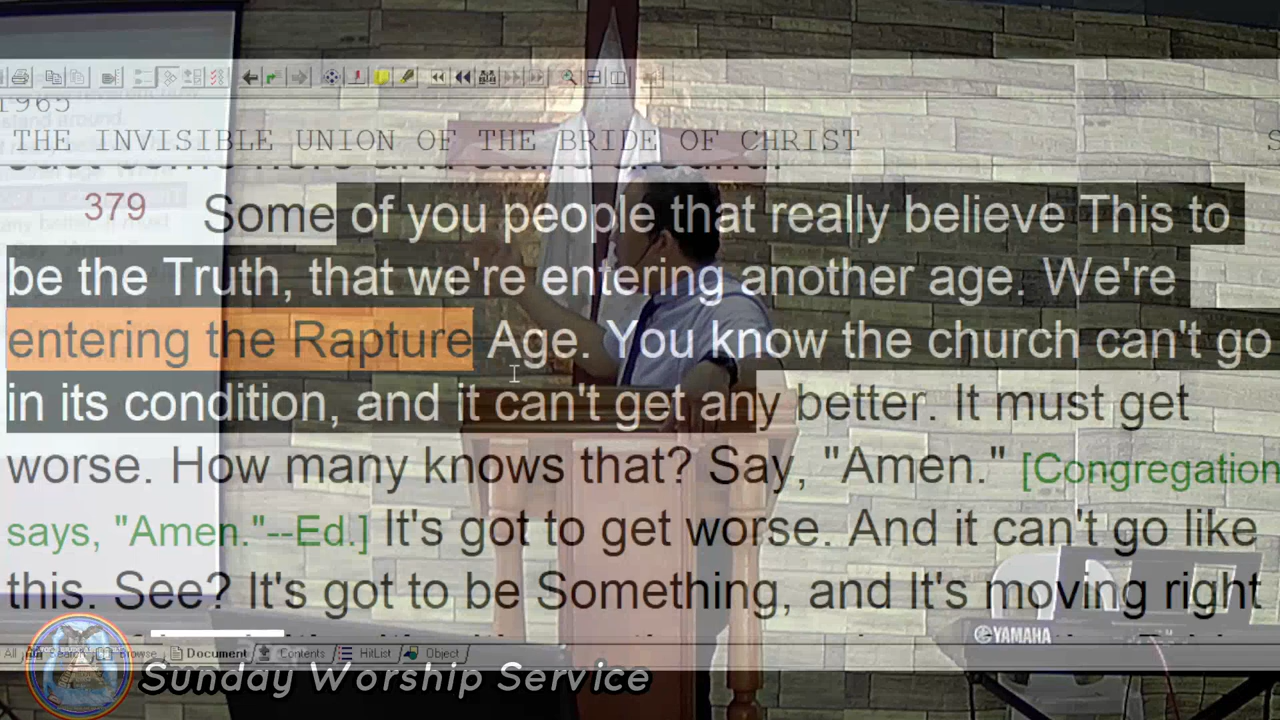 1965
THE INVISIBLE UNION OF THE BRIDE OF CHRIST S
379 Some of you people that really believe This to
be the Truth, that we're entering another age. We're
entering the Rapture Age. You know the church can't go
in its condition, and it can't get any better. It must get
worse. How many knows that? Say, "Amen." [Congregation
says, "Amen."--Ed.] It's got to get worse. And it can't go like
this. See? It's got to be Something, and It's moving right
YAMAHA
All Search Browse Document Contents HitList Object
Sunday Worship Service